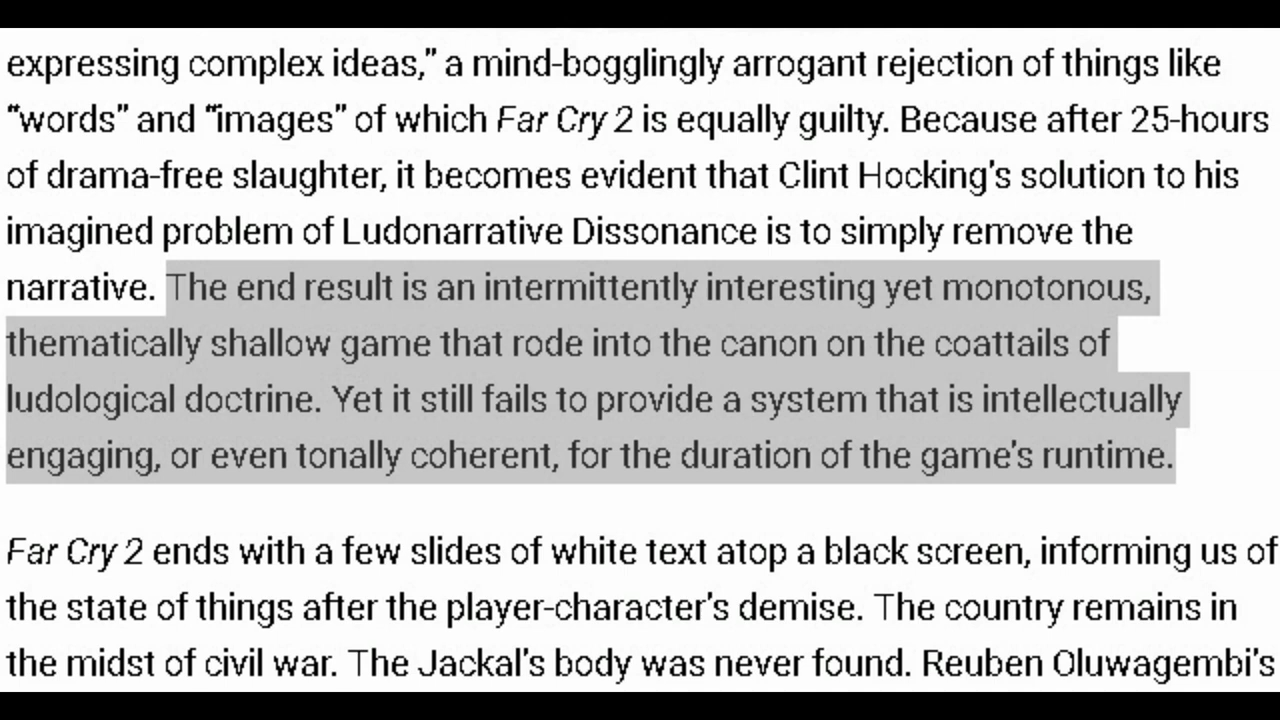 expressing complex ideas,” a mind-bogglingly arrogant rejection of things like
“words” and “images” of which Far Cry 2 is equally guilty. Because after 25-hours
of drama-free slaughter, it becomes evident that Clint Hocking’s solution to his
imagined problem of Ludonarrative Dissonance is to simply remove the
narrative. The end result is an intermittently interesting yet monotonous,
thematically shallow game that rode into the canon on the coattails of
ludological doctrine. Yet it still fails to provide a system that is intellectually
engaging, or even tonally coherent, for the duration of the game’s runtime.
Far Cry 2 ends with a few slides of white text atop a black screen, informing us of
the state of things after the player-character’s demise. The country remains in
the midst of civil war. The Jackal’s body was never found. Reuben Oluwagembi’s